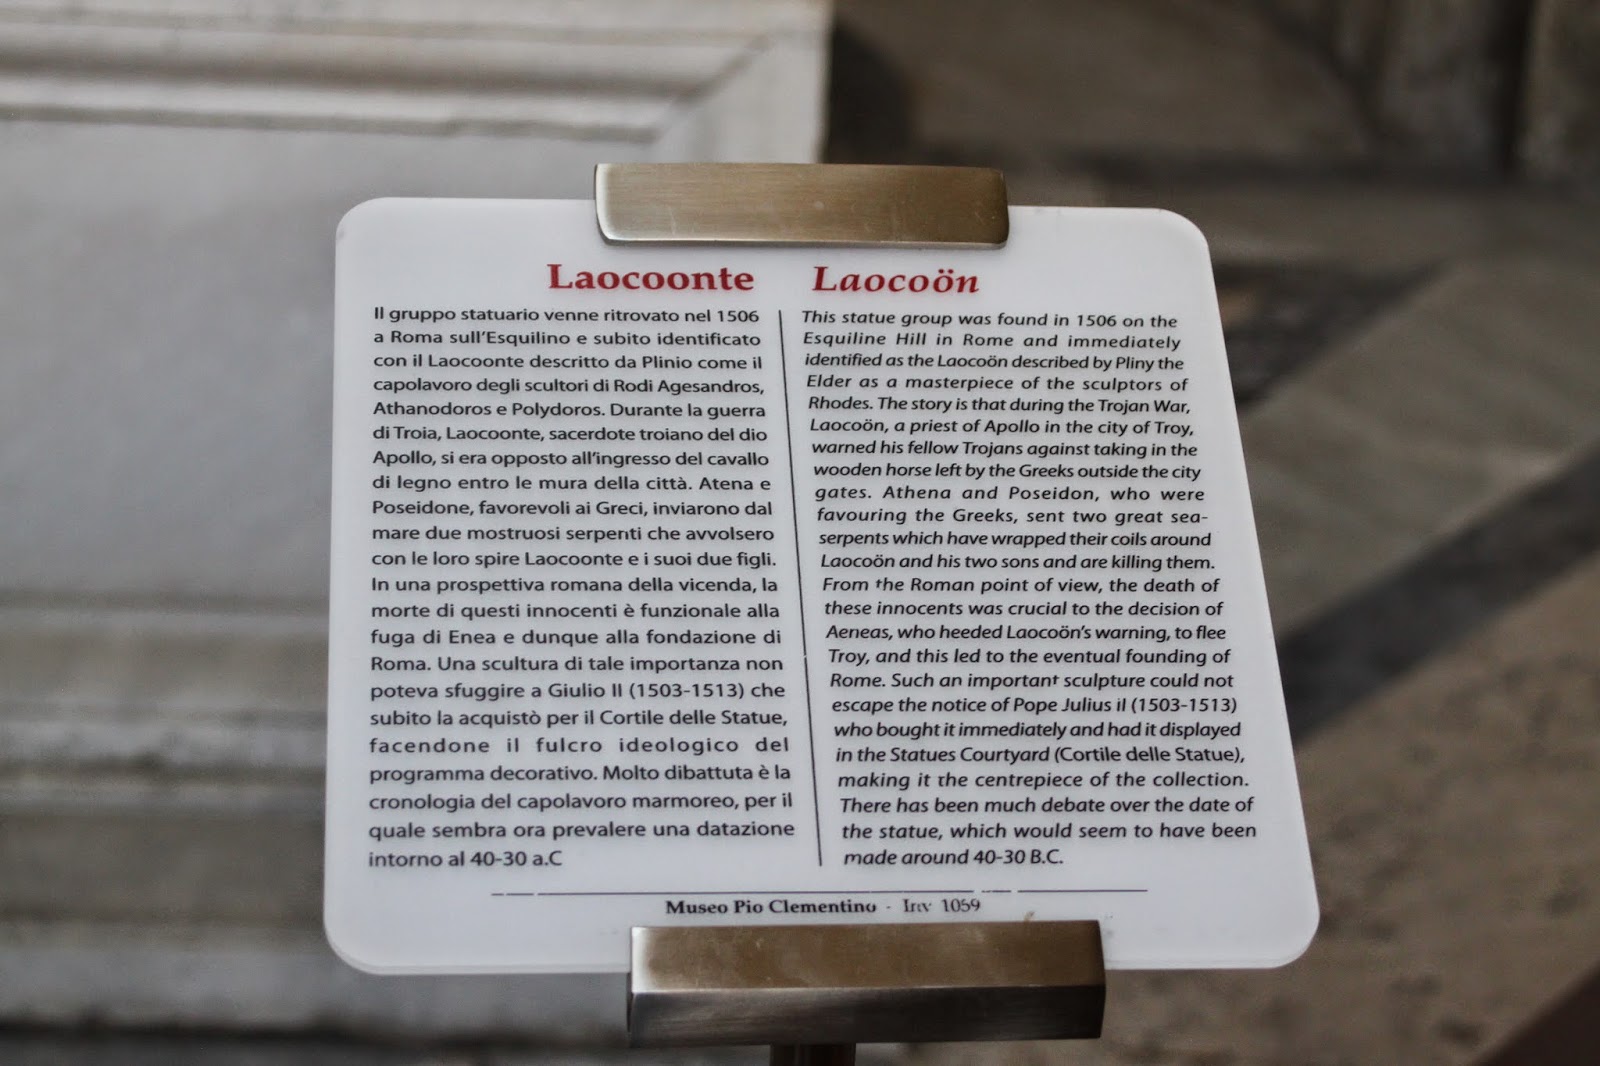 Laocoonte
Il gruppo statuario venne ritrovato nel 1506
a Roma sull'Esquilino e subito identificato
con il Laocoonte descritto da Plinio come il
capolavoro degli scultori di Rodi Agesandros,
Athanodoros e Polydoros. Durante la guerra
di Troia, Laocoonte, sacerdote troiano del dio
Apollo, si era opposto all'ingresso del cavallo
di legno entro le mura della città. Atena e
Poseidone, favorevoli ai Greci, inviarono dal
mare due mostruosi serpenti che avvolsero
con le loro spire Laocoonte e i suoi due figli.
In una prospettiva romana della vicenda, la
morte di questi innocenti è funzionale alla
fuga di Enea e dunque alla fondazione di
Roma. Una scultura di tale importanza non
poteva sfuggire a Giulio II (1503-1513) che
subito la acquistò per il Cortile delle Statue,
facendone il fulcro ideologico del
programma decorativo. Molto dibattuta è la
cronologia del capolavoro marmoreo, per il
quale sembra ora prevalere una datazione
intorno al 40-30 a.C
Laocoön
This statue group was found in 1506 on the
Esquiline Hill in Rome and immediately
identified as the Laocoön described by Pliny the
Elder as a masterpiece of the sculptors of
Rhodes. The story is that during the Trojan War,
Laocoön, a priest of Apollo in the city of Troy,
warned his fellow Trojans against taking in the
wooden horse left by the Greeks outside the city
gates. Athena and Poseidon, who were
favouring the Greeks, sent two great sea-
serpents which have wrapped their coils around
Laocoön and his two sons and are killing them.
From the Roman point of view, the death of
these innocents was crucial to the decision of
Aeneas, who heeded Laocoön's warning, to flee
Troy, and this led to the eventual founding of
Rome. Such an important sculpture could not
escape the notice of Pope Julius iI (1503-1513)
who bought it immediately and had it displayed
in the Statues Courtyard (Cortile delle Statue),
making it the centrepiece of the collection.
There has been much debate over the date of
the statue, which would seem to have been
made around 40-30 B.C.
Museo Pio Clementino - Inv 1059